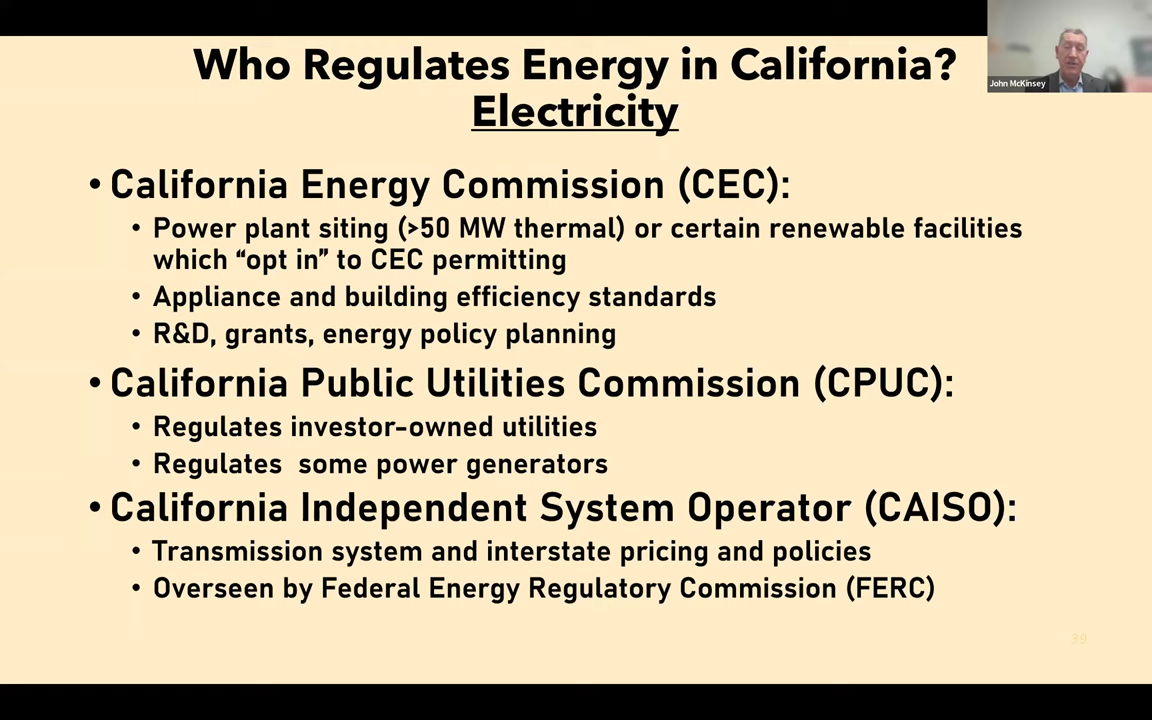 Who Regulates Energy in California?
Electricity
John McKinsey
• California Energy Commission (CEC):
• Power plant siting (>50 MW thermal) or certain renewable facilities
which “opt in” to CEC permitting
• Appliance and building efficiency standards
• R&D, grants, energy policy planning
• California Public Utilities Commission (CPUC):
• Regulates investor-owned utilities
• Regulates  some power generators
• California Independent System Operator (CAISO):
• Transmission system and interstate pricing and policies
• Overseen by Federal Energy Regulatory Commission (FERC)
39